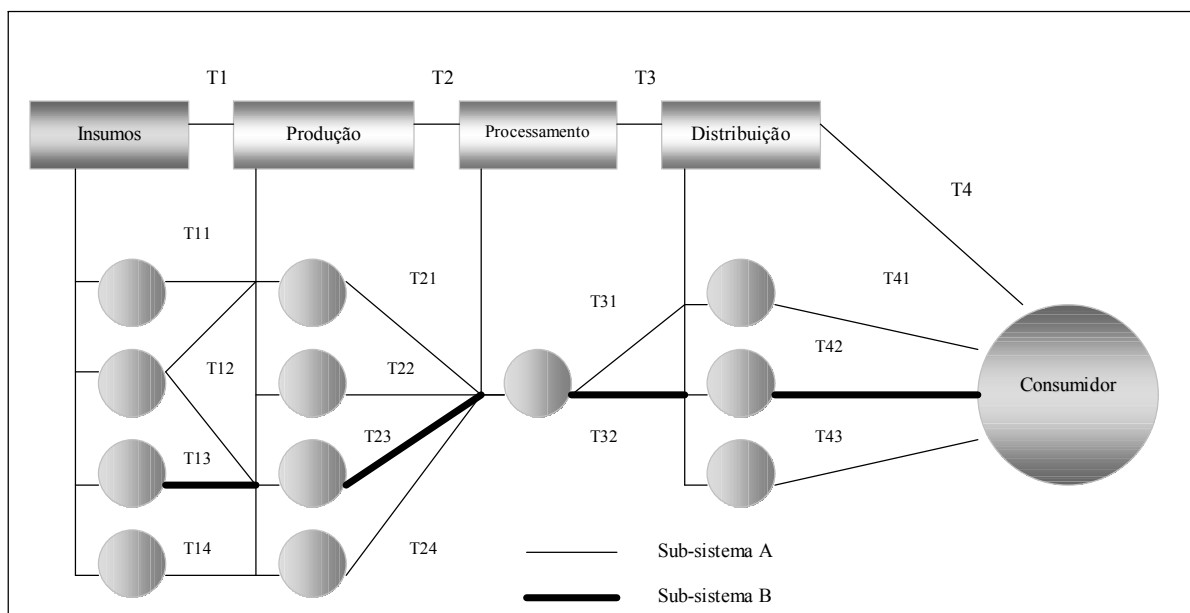 T1
T2
T3
Insumos
Produção
Processamento
Distribuição
T4
T11
T21
T31
T41
T12
T22
T42
Consumidor
T13
T23
T32
T43
T14
T24
Sub-sistema A
Sub-sistema B